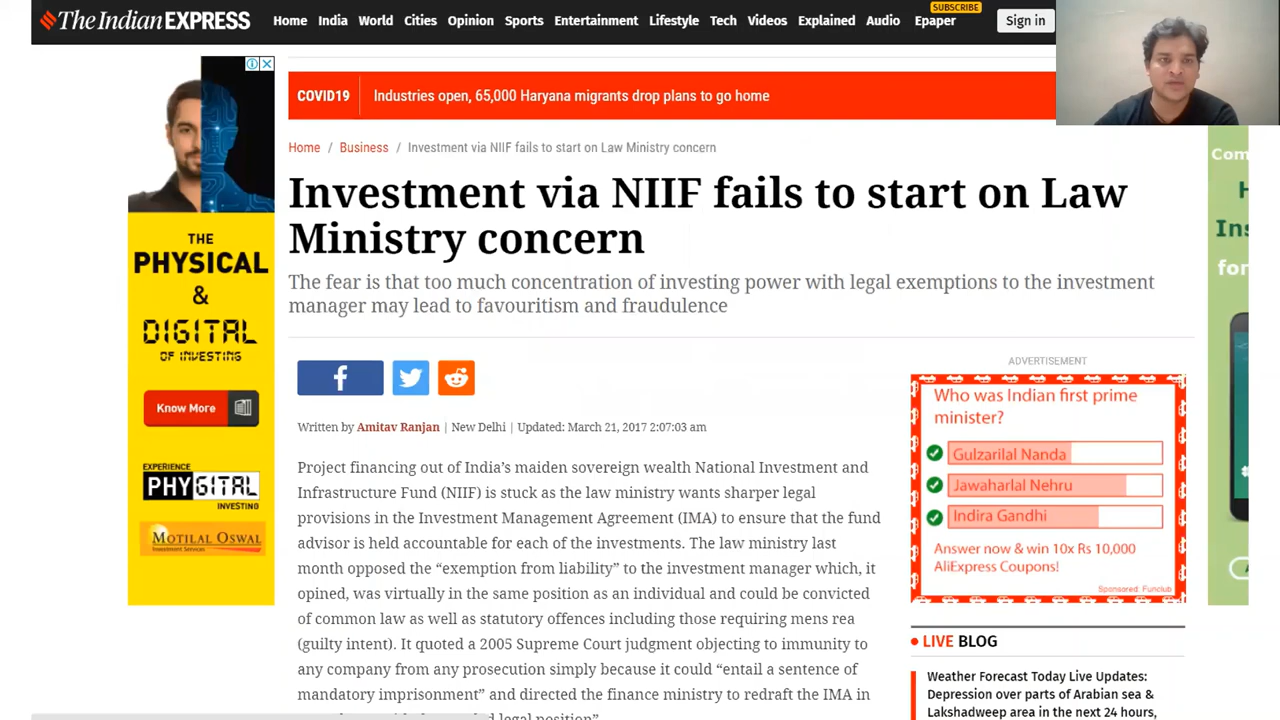 The Indian EXPRESS
Home India World Cities Opinion Sports Entertainment Lifestyle Tech Videos Explained Audio Epaper
SUBSCRIBE
Sign in
COVID19 Industries open, 65,000 Haryana migrants drop plans to go home
Home / Business / Investment via NIIF fails to start on Law Ministry concern
Investment via NIIF fails to start on Law
Ministry concern
The fear is that too much concentration of investing power with legal exemptions to the investment
manager may lead to favouritism and fraudulence
Written by Amitav Ranjan | New Delhi | Updated: March 21, 2017 2:07:03 am
Project financing out of India's maiden sovereign wealth National Investment and
Infrastructure Fund (NIIF) is stuck as the law ministry wants sharper legal
provisions in the Investment Management Agreement (IMA) to ensure that the fund
advisor is held accountable for each of the investments. The law ministry last
month opposed the “exemption from liability” to the investment manager which, it
opined, was virtually in the same position as an individual and could be convicted
of common law as well as statutory offences including those requiring mens rea
(guilty intent). It quoted a 2005 Supreme Court judgment objecting to immunity to
any company from any prosecution simply because it could “entail a sentence of
mandatory imprisonment” and directed the finance ministry to redraft the IMA in
legal position”
THE
PHYSICAL
&
DIGITAL
OF INVESTING
Know More
EXPERIENCE
PHYGITAL
INVESTING
MOTILAL OSWAL
Investment Services
ADVERTISEMENT
Who was Indian first prime
minister?
Gulzarilal Nanda
Jawaharlal Nehru
Indira Gandhi
Answer now & win 10x Rs 10,000
AliExpress Coupons!
Sponsored: Funclub
LIVE BLOG
Weather Forecast Today Live Updates:
Depression over parts of Arabian sea &
Lakshadweep area in the next 24 hours,
Com
H
Ins
for